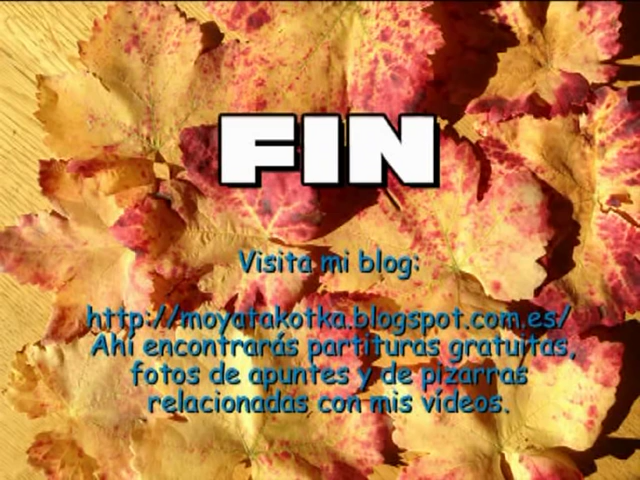 FIN
Visita mi blog:
http://moyatakotka.blogspot.com.es/
Ahí encontrarás partituras gratuitas,
fotos de apuntes y de pizarras
relacionadas con mis vídeos.